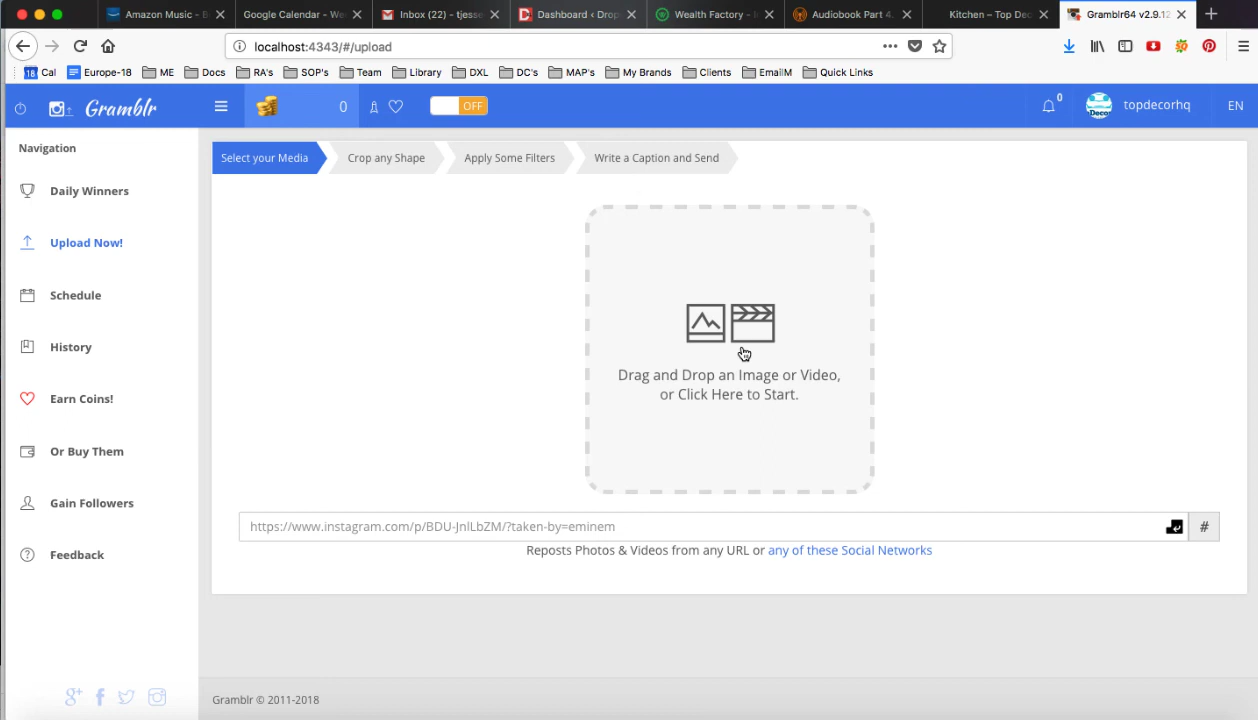 Amazon Music - B
Google Calendar - We
Inbox (22) - tjesse
Dashboard ‹ Drop
Wealth Factory - I
Audiobook Part 4.
Kitchen – Top Dec
Gramblr64 v2.9.12
localhost:4343/#/upload
Cal
Europe-18
ME
Docs
RA's
SOP's
Team
Library
DXL
DC's
MAP's
My Brands
Clients
EmailM
Quick Links
Gramblr
0
OFF
0
topdecorhq
EN
Navigation
Daily Winners
Upload Now!
Schedule
History
Earn Coins!
Or Buy Them
Gain Followers
Feedback
Select your Media
Crop any Shape
Apply Some Filters
Write a Caption and Send
Drag and Drop an Image or Video,
or Click Here to Start.
https://www.instagram.com/p/BDU-JnlLbZM/?taken-by=eminem
#
Reposts Photos & Videos from any URL or any of these Social Networks
Gramblr © 2011-2018